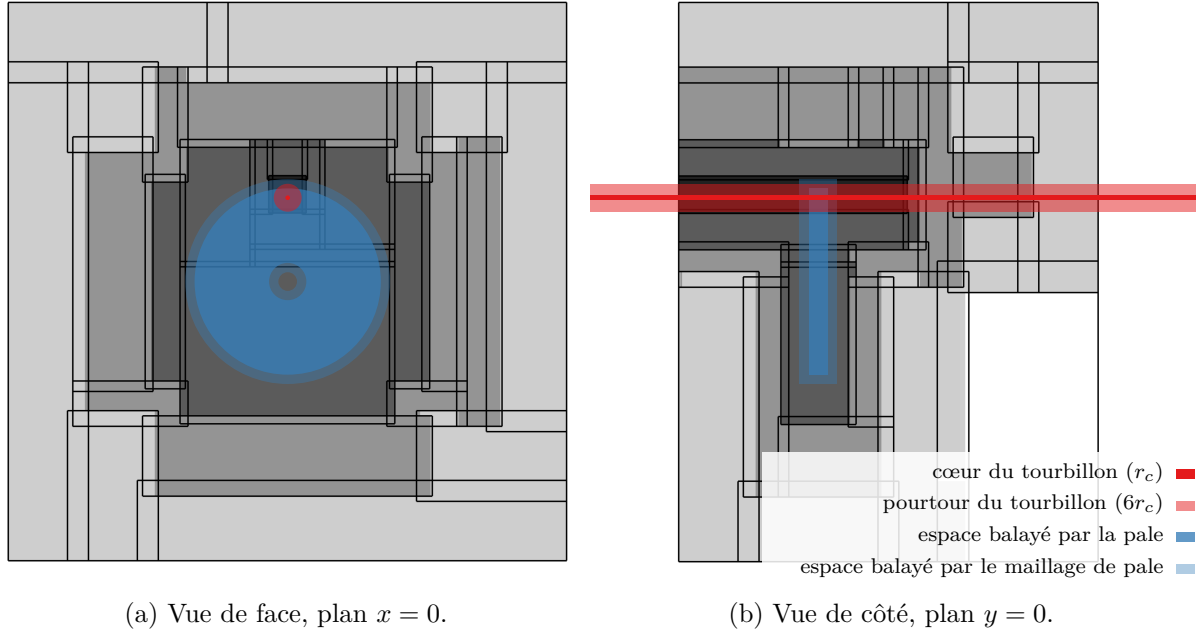 cœur du tourbillon (r_c)
pourtour du tourbillon (6r_c)
espace balayé par la pale
espace balayé par le maillage de pale
(a) Vue de face, plan x = 0.
(b) Vue de côté, plan y = 0.